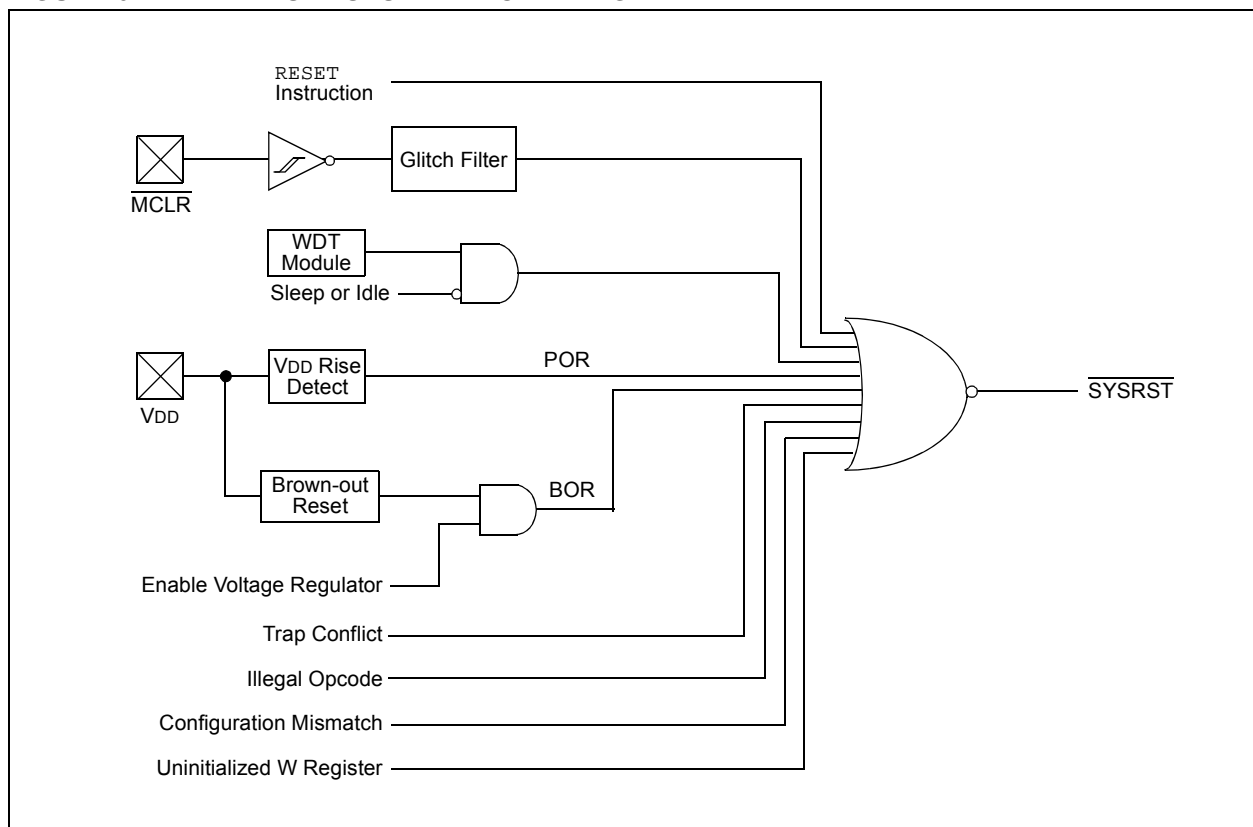 RESET
Instruction
MCLR
Glitch Filter
WDT
Module
Sleep or Idle
VDD
VDD Rise
Detect
POR
SYSRST
Brown-out
Reset
BOR
Enable Voltage Regulator
Trap Conflict
Illegal Opcode
Configuration Mismatch
Uninitialized W Register